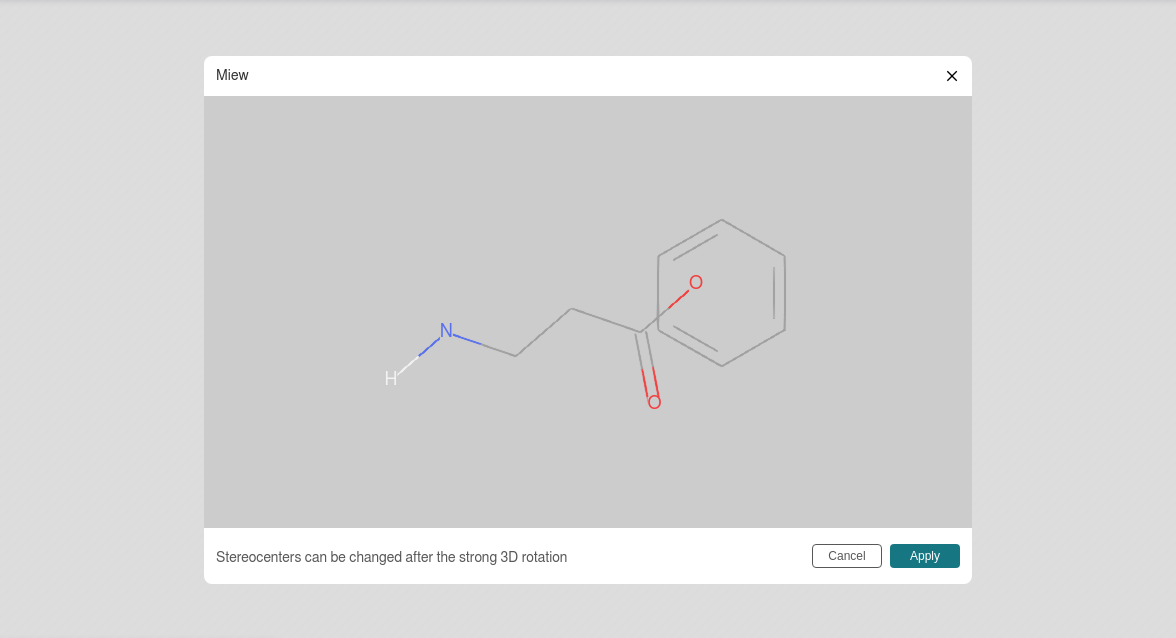 Miew
O
N
H
O
Stereocenters can be changed after the strong 3D rotation
Cancel
Apply